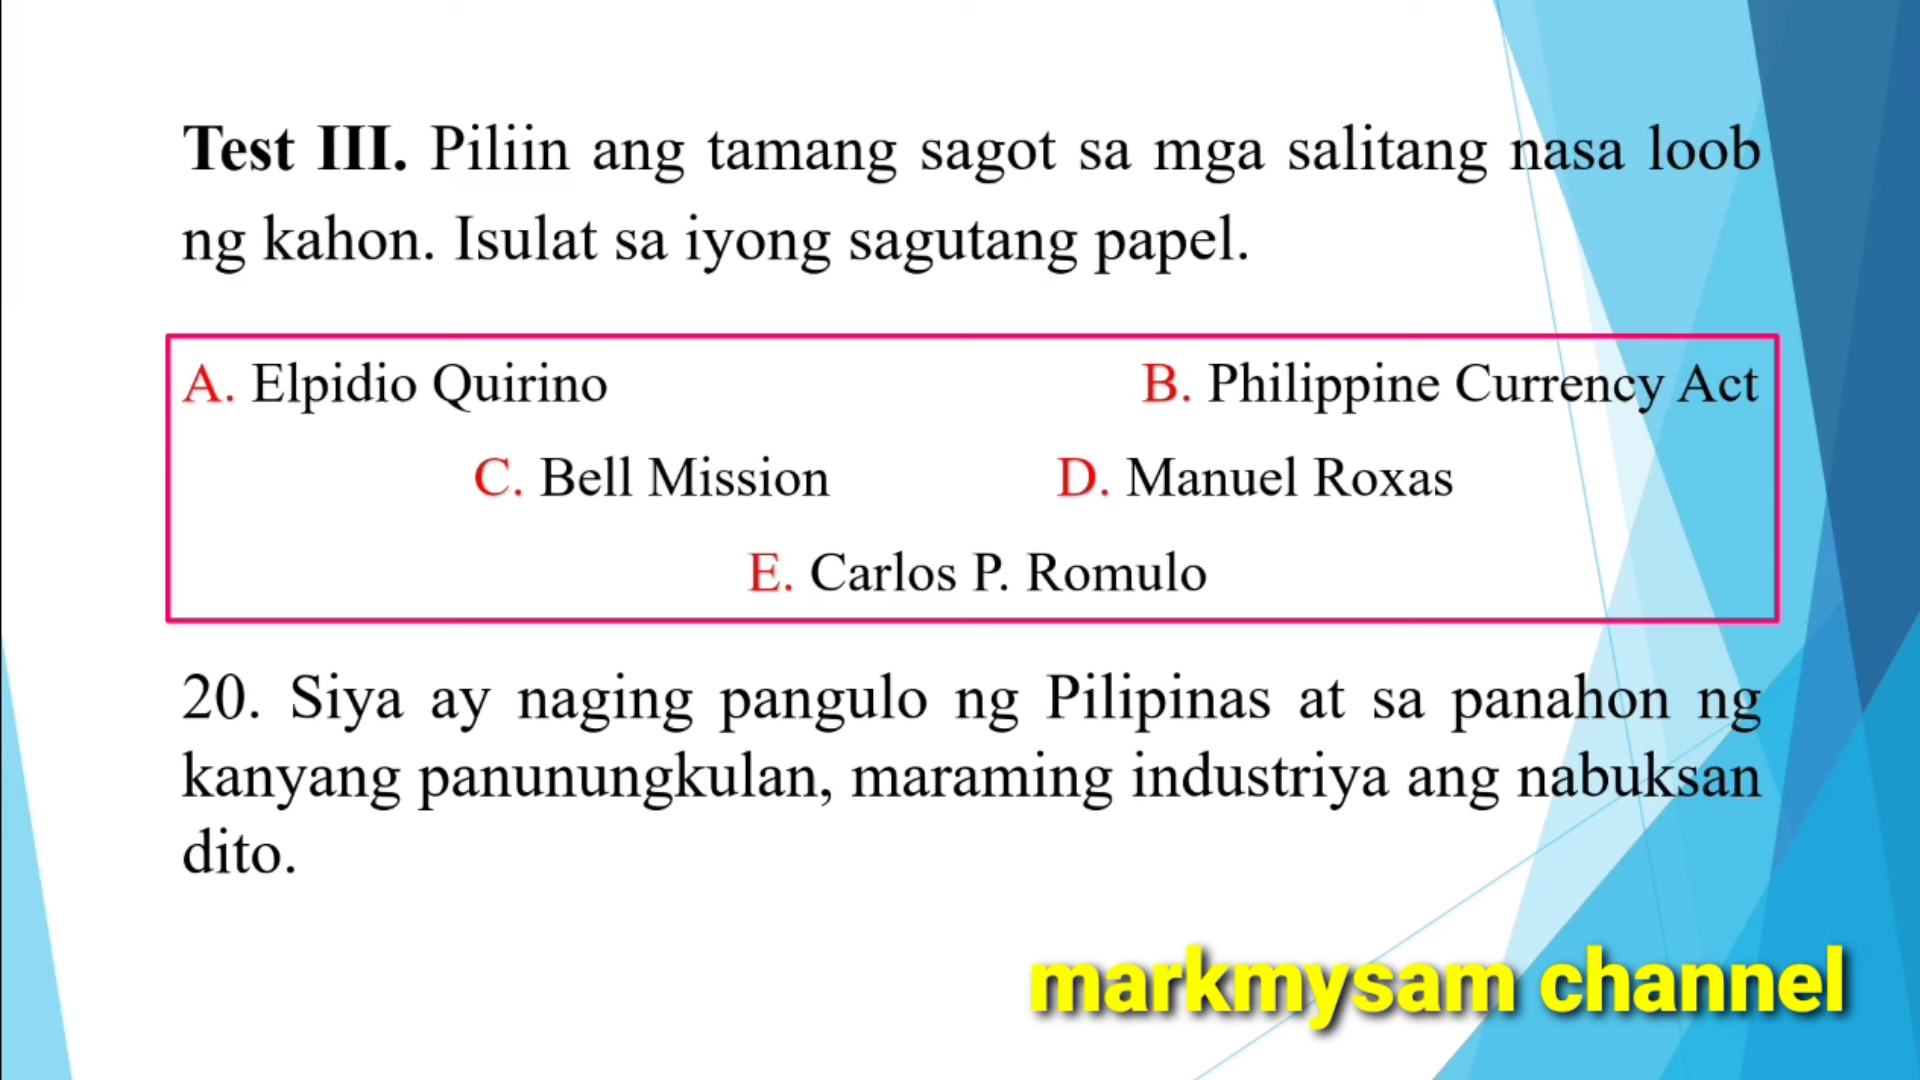 Test III. Piliin ang tamang sagot sa mga salitang nasa loob
ng kahon. Isulat sa iyong sagutang papel.
A. Elpidio Quirino B. Philippine Currency Act
C. Bell Mission D. Manuel Roxas
E. Carlos P. Romulo
20. Siya ay naging pangulo ng Pilipinas at sa panahon ng
kanyang panunungkulan, maraming industriya ang nabuksan
dito.
markmysam channel